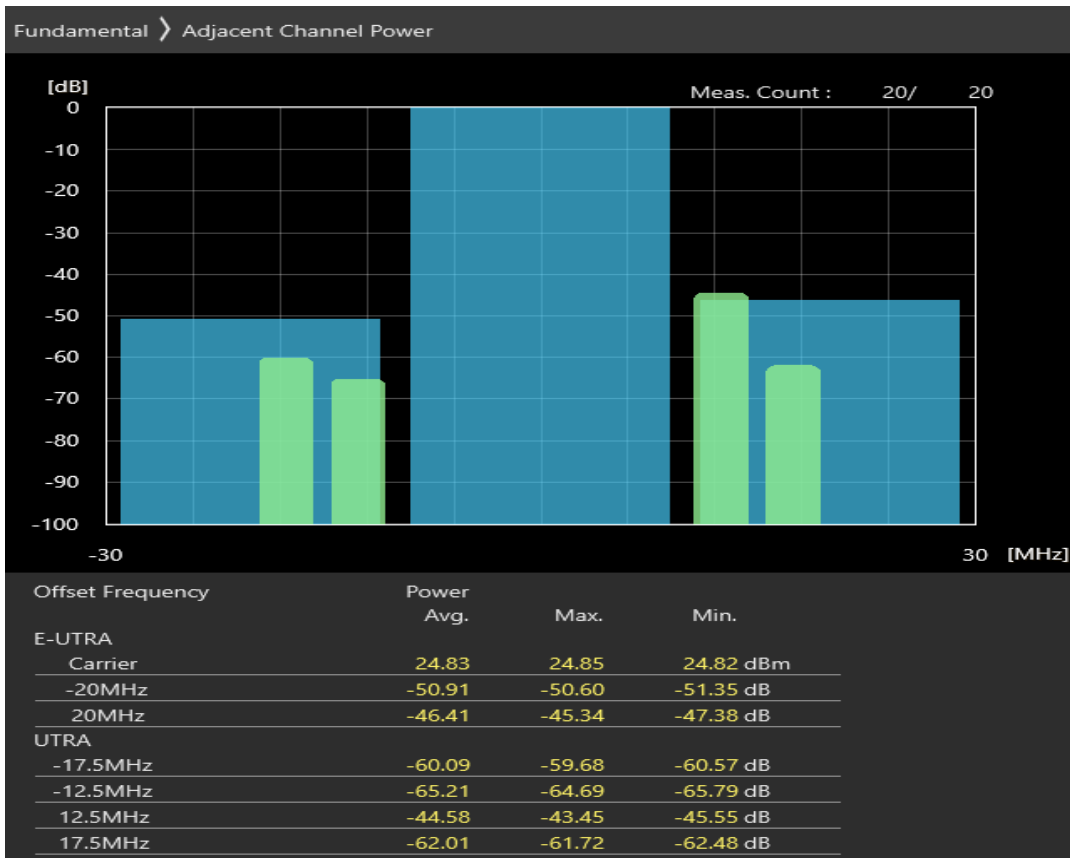 Fundamental 〉 Adjacent Channel Power
[dB]
Meas. Count : 20/ 20
0
-10
-20
-30
-40
-50
-60
-70
-80
-90
-100
-30 30 [MHz]
Offset Frequency Power
Avg. Max. Min.
E-UTRA
Carrier 24.83 24.85 24.82 dBm
-20MHz -50.91 -50.60 -51.35 dB
20MHz -46.41 -45.34 -47.38 dB
UTRA
-17.5MHz -60.09 -59.68 -60.57 dB
-12.5MHz -65.21 -64.69 -65.79 dB
12.5MHz -44.58 -43.45 -45.55 dB
17.5MHz -62.01 -61.72 -62.48 dB